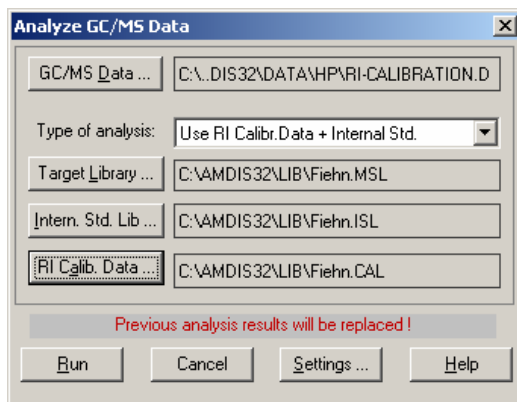 Analyze GC/MS Data
GC/MS Data ... C:\..DIS32\DATA\HP\RI-CALIBRATION.D
Type of analysis: Use RI Calibr.Data + Internal Std.
Target Library ... C:\AMDIS32\LIB\Fiehn.MSL
Intern. Std. Lib ... C:\AMDIS32\LIB\Fiehn.ISL
RI Calib. Data ... C:\AMDIS32\LIB\Fiehn.CAL
Previous analysis results will be replaced !
Run Cancel Settings ... Help